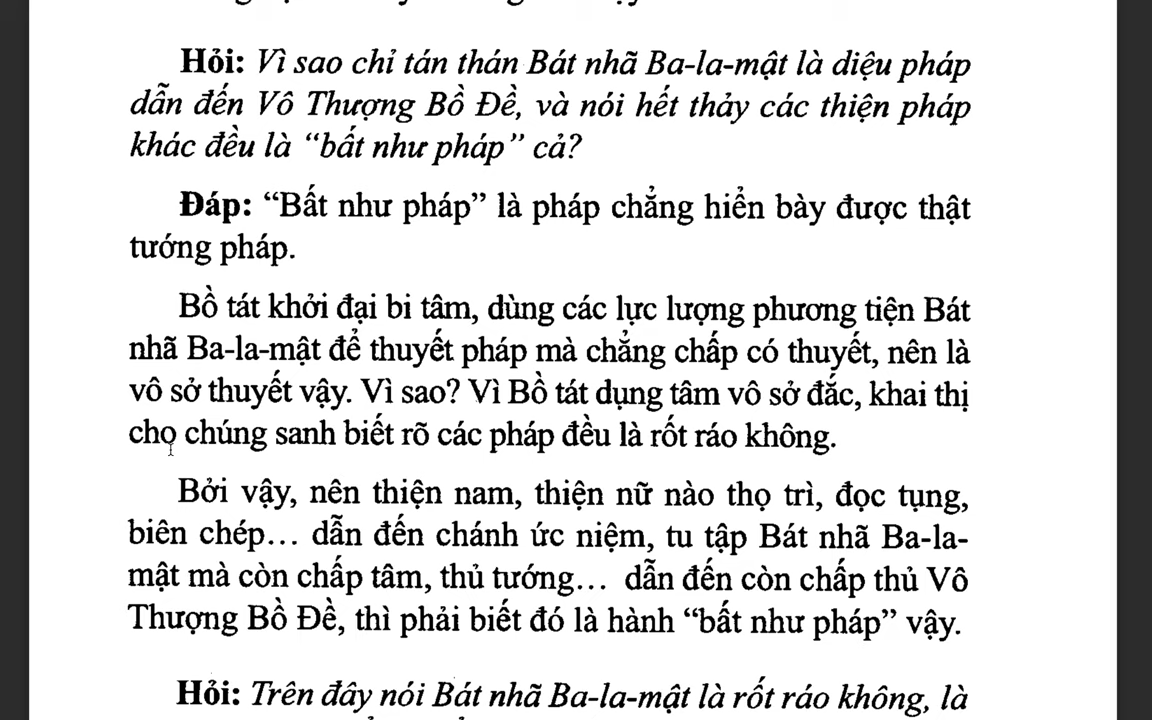 Hỏi: Vì sao chỉ tán thán Bát nhã Ba-la-mật là diệu pháp
dẫn đến Vô Thượng Bồ Đề, và nói hết thảy các thiện pháp
khác đều là “bất như pháp” cả?
Đáp: “Bất như pháp” là pháp chẳng hiển bày được thật
tướng pháp.
Bồ tát khởi đại bi tâm, dùng các lực lượng phương tiện Bát
nhã Ba-la-mật để thuyết pháp mà chẳng chấp có thuyết, nên là
vô sở thuyết vậy. Vì sao? Vì Bồ tát dụng tâm vô sở đắc, khai thị
cho chúng sanh biết rõ các pháp đều là rốt ráo không.
Bởi vậy, nên thiện nam, thiện nữ nào thọ trì, đọc tụng,
biên chép... dẫn đến chánh ức niệm, tu tập Bát nhã Ba-la-
mật mà còn chấp tâm, thủ tướng... dẫn đến còn chấp thủ Vô
Thượng Bồ Đề, thì phải biết đó là hành “bất như pháp” vậy.
Hỏi: Trên đây nói Bát nhã Ba-la-mật là rốt ráo không, là